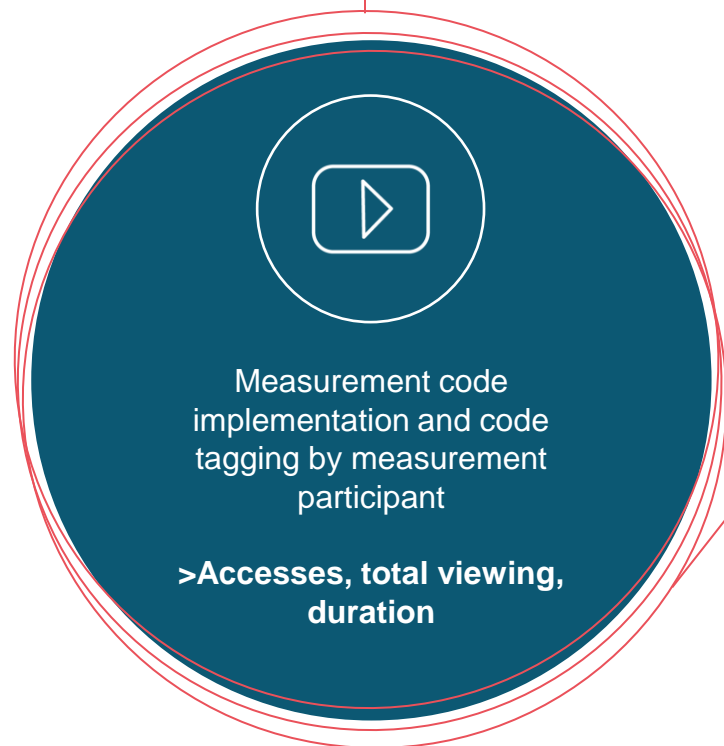 Measurement code
implementation and code
tagging by measurement
participant
>Accesses, total viewing,
duration